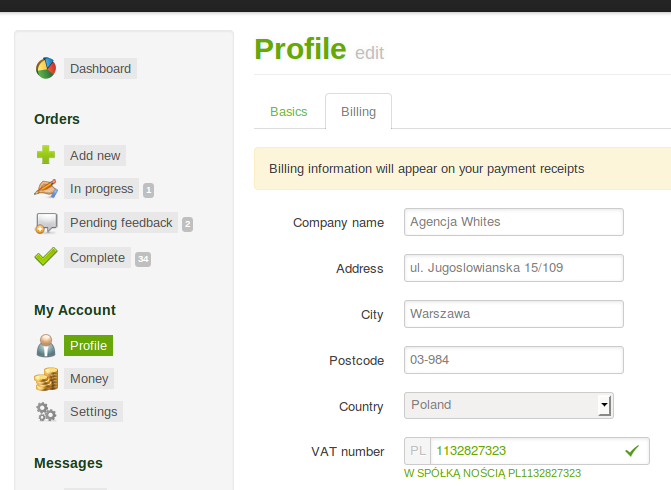 Dashboard
Orders
Add new
In progress 1
Pending feedback 2
Complete 34
My Account
Profile
Money
Settings
Messages
Profile edit
Basics
Billing
Billing information will appear on your payment receipts
Company name Agencja Whites
Address ul. Jugoslowianska 15/109
City Warszawa
Postcode 03-984
Country Poland
VAT number PL 1132827323
W SPÓŁKĄ NOŚCIĄ PL1132827323